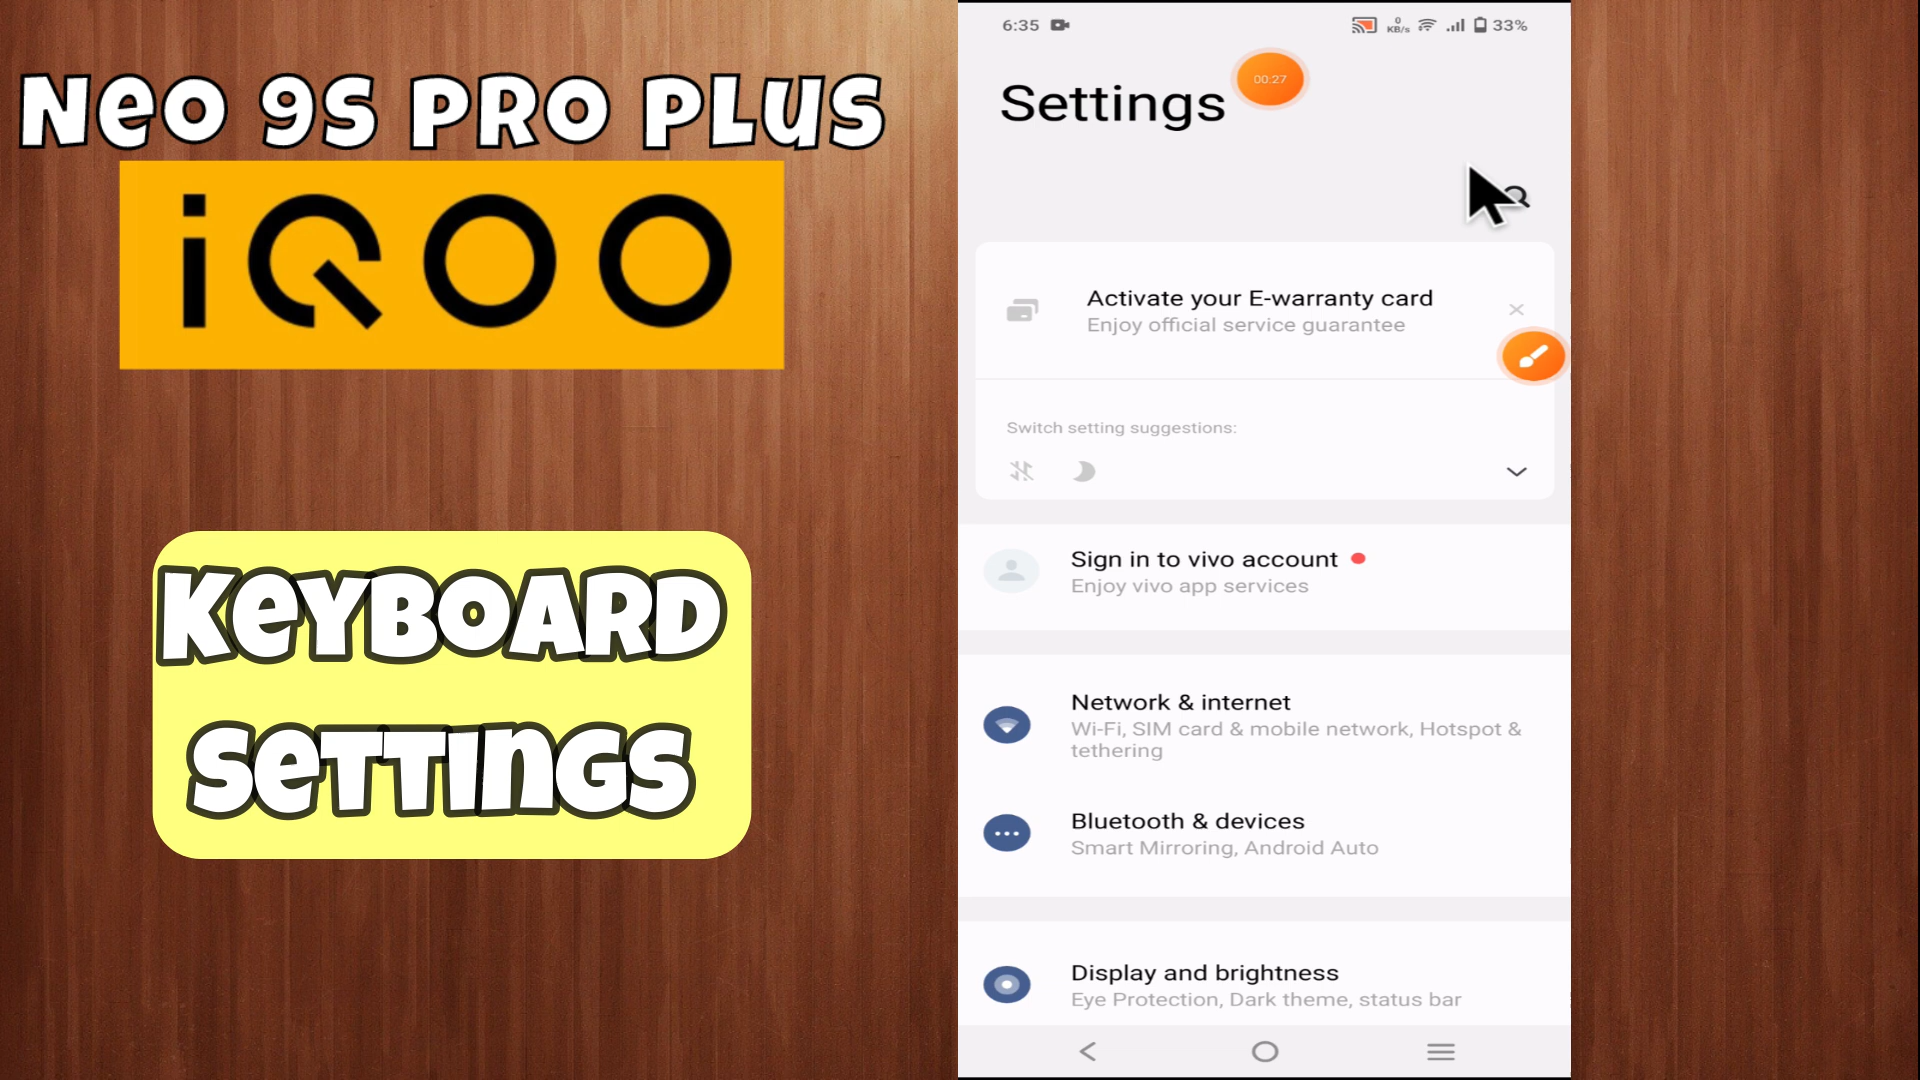 Neo 9s Pro Plus
iQOO
Keyboard
Settings
6:35
0
KB/s
33%
Settings
00:27
Activate your E-warranty card
Enjoy official service guarantee
Switch setting suggestions:
Sign in to vivo account
Enjoy vivo app services
Network & internet
Wi-Fi, SIM card & mobile network, Hotspot &
tethering
Bluetooth & devices
Smart Mirroring, Android Auto
Display and brightness
Eye Protection, Dark theme, status bar